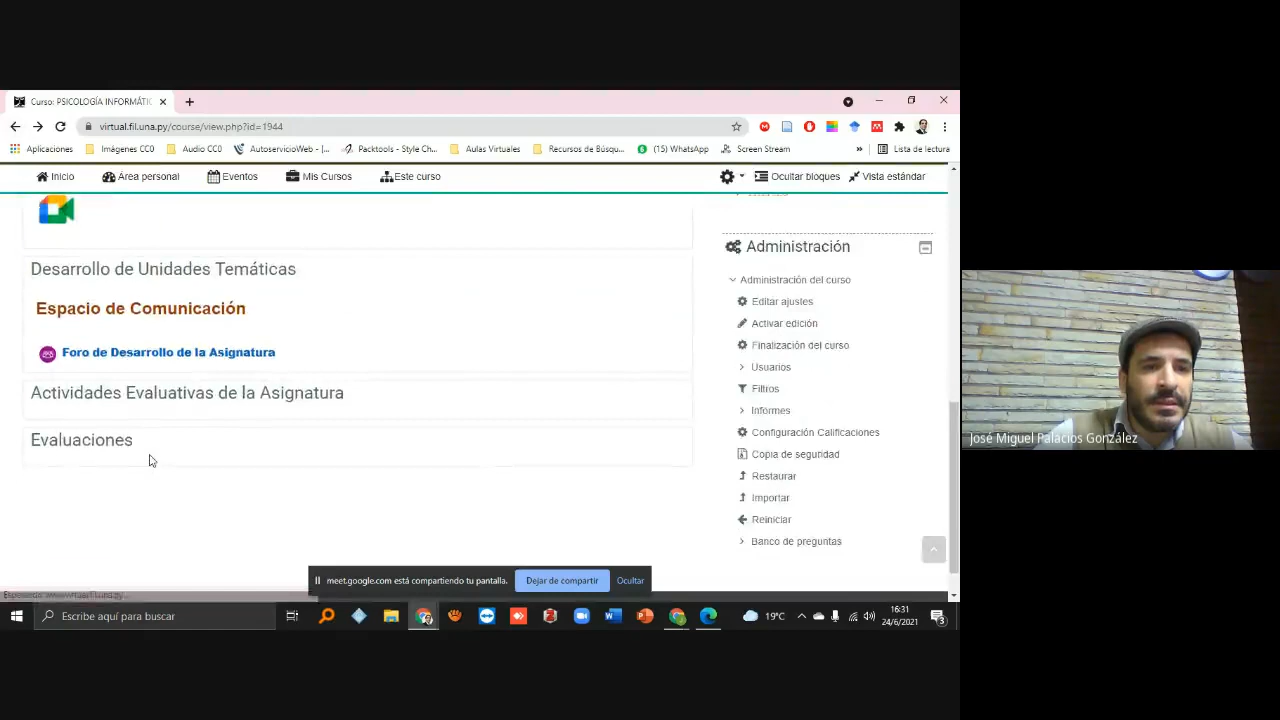 Curso: PSICOLOGÍA INFORMÁTIC
virtual.fil.una.py/course/view.php?id=1944
Aplicaciones
Imágenes CC0
Audio CC0
AutoservicioWeb -|...
Packtools - Style Ch...
Aulas Virtuales
Recursos de Búsqu...
(15) WhatsApp
Screen Stream
»
Lista de lectura
Inicio
Área personal
Eventos
Mis Cursos
Este curso
Ocultar bloques
Vista estándar
Desarrollo de Unidades Temáticas
Espacio de Comunicación
Foro de Desarrollo de la Asignatura
Actividades Evaluativas de la Asignatura
Evaluaciones
Administración
Administración del curso
Editar ajustes
Activar edición
Finalización del curso
Usuarios
Filtros
Informes
Configuración Calificaciones
Copia de seguridad
Restaurar
Importar
Reiniciar
Banco de preguntas
meet.google.com está compartiendo tu pantalla.
Dejar de compartir
Ocultar
Escribe aquí para buscar
19°C
16:31
24/6/2021
3
José Miguel Palacios González